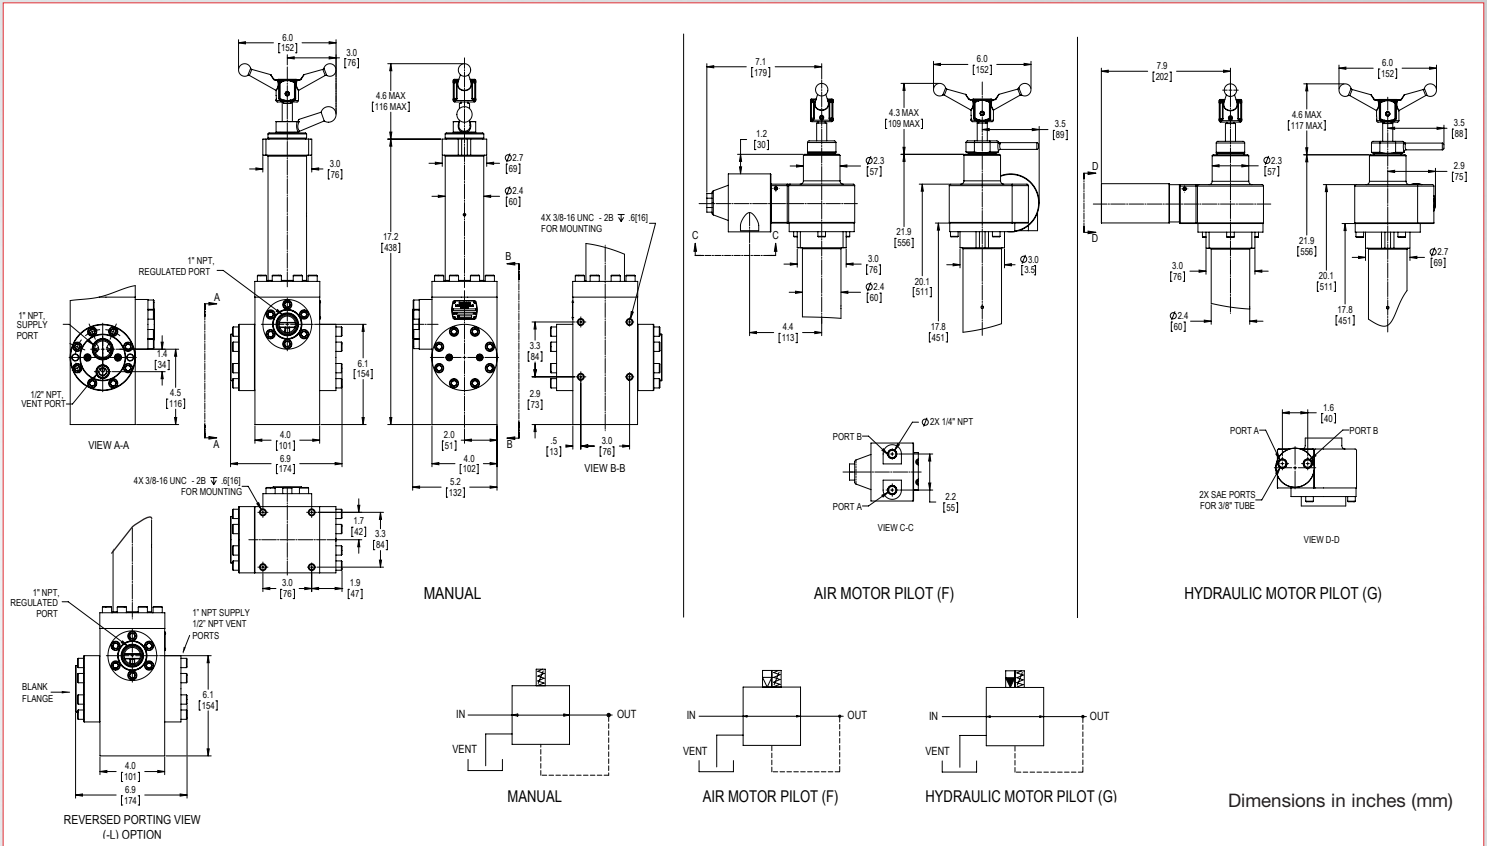 6.0
[152]
3.0
[76]
4.6 MAX
[116 MAX]
3.0
[76]
Ø2.7
[69]
Ø2.4
[60]
17.2
[438]
4X 3/8-16 UNC - 2B ↧ .6[16]
FOR MOUNTING
1" NPT,
REGULATED PORT
A
B
1" NPT,
SUPPLY
PORT
1.4
[34]
4.5
[116]
1/2" NPT,
VENT PORT
VIEW A-A
6.1
[154]
A
4.0
[101]
6.9
[174]
2.0
[51]
B
4.0
[102]
5.2
[132]
3.3
[84]
2.9
[73]
.5
[13]
3.0
[76]
VIEW B-B
4X 3/8-16 UNC - 2B ↧ .6[16]
FOR MOUNTING
1.7
[42]
3.3
[84]
3.0
[76]
1.9
[47]
MANUAL
1" NPT,
REGULATED
PORT
1" NPT SUPPLY
1/2" NPT VENT
PORTS
BLANK
FLANGE
6.1
[154]
4.0
[101]
6.9
[174]
REVERSED PORTING VIEW
(-L) OPTION
7.1
[179]
6.0
[152]
4.3 MAX
[109 MAX]
3.5
[89]
1.2
[30]
Ø2.3
[57]
C
C
21.9
[556]
3.0
[76]
Ø3.0
[3.5]
Ø2.4
[60]
20.1
[511]
4.4
[113]
17.8
[451]
Ø2X 1/4" NPT
PORT B
PORT A
2.2
[55]
VIEW C-C
AIR MOTOR PILOT (F)
7.9
[202]
6.0
[152]
4.6 MAX
[117 MAX]
3.5
[88]
D
Ø2.3
[57]
2.9
[75]
D
21.9
[556]
Ø2.7
[69]
3.0
[76]
20.1
[511]
Ø2.4
[60]
17.8
[451]
1.6
[40]
PORT A
PORT B
2X SAE PORTS
FOR 3/8" TUBE
VIEW D-D
HYDRAULIC MOTOR PILOT (G)
IN
OUT
VENT
MANUAL
IN
OUT
VENT
AIR MOTOR PILOT (F)
IN
OUT
VENT
HYDRAULIC MOTOR PILOT (G)
Dimensions in inches (mm)